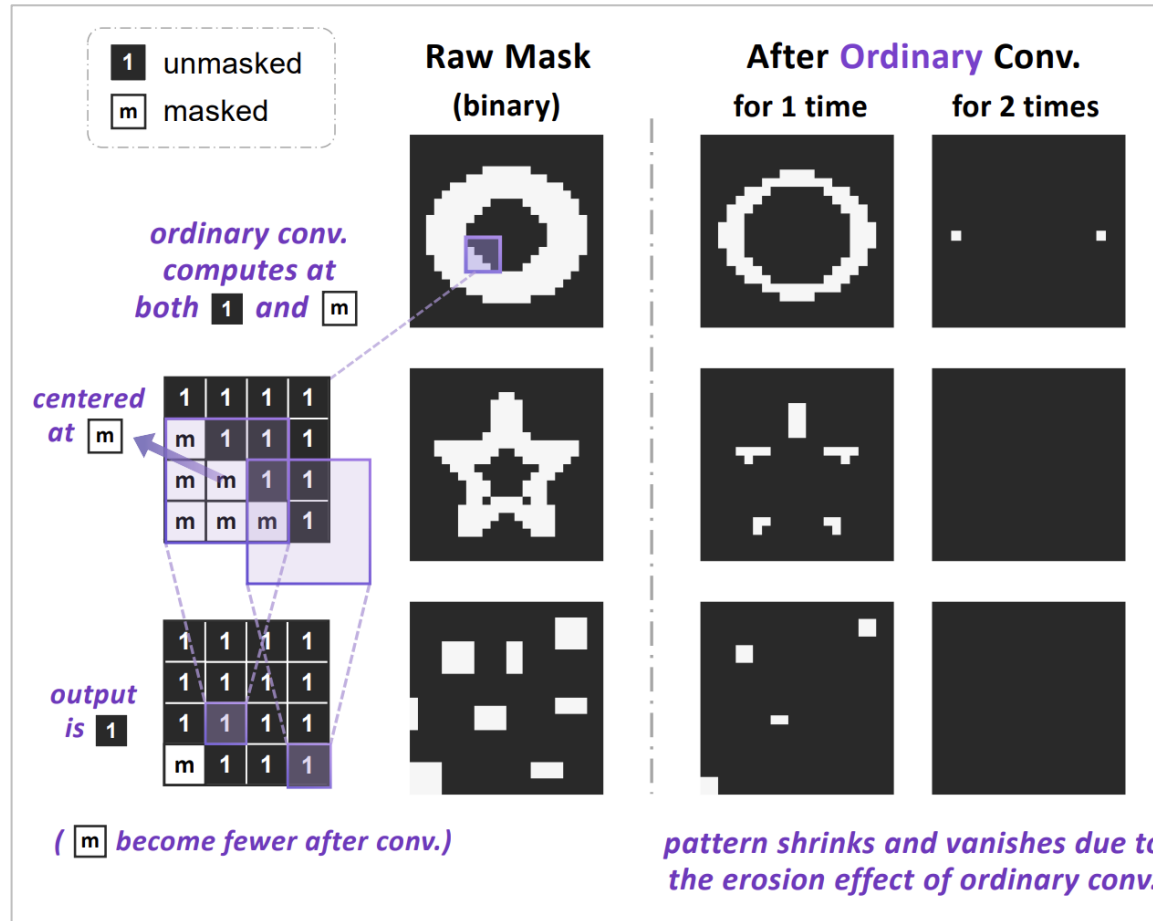 1 unmasked
m masked
Raw Mask
(binary)
After Ordinary Conv.
for 1 time
for 2 times
ordinary conv.
computes at
both 1 and m
centered
at m
1 1 1 1
m 1 1 1
m m 1 1
m m m 1
output
is 1
1 1 1 1
1 1 1 1
1 1 1 1
m 1 1 1
( m become fewer after conv.)
pattern shrinks and vanishes due to
the erosion effect of ordinary conv.